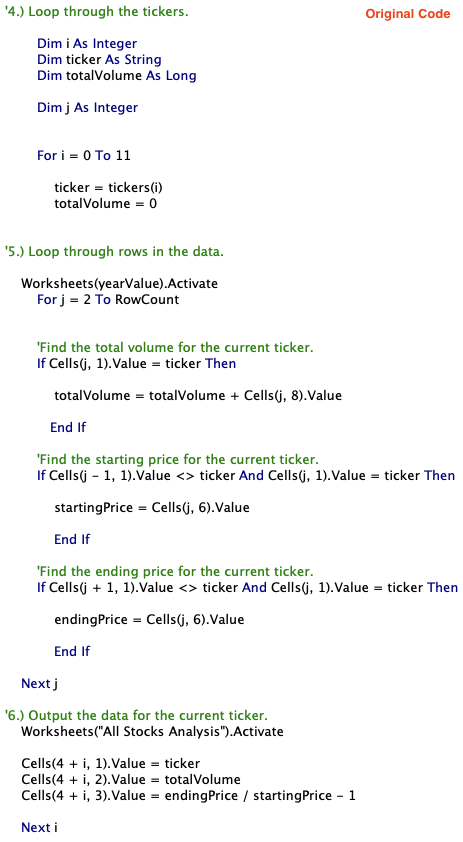 '4.) Loop through the tickers.
Original Code
Dim i As Integer
Dim ticker As String
Dim totalVolume As Long
Dim j As Integer
For i = 0 To 11
ticker = tickers(i)
totalVolume = 0
'5.) Loop through rows in the data.
Worksheets(yearValue).Activate
For j = 2 To RowCount
'Find the total volume for the current ticker.
If Cells(j, 1).Value = ticker Then
totalVolume = totalVolume + Cells(j, 8).Value
End If
'Find the starting price for the current ticker.
If Cells(j - 1, 1).Value <> ticker And Cells(j, 1).Value = ticker Then
startingPrice = Cells(j, 6).Value
End If
'Find the ending price for the current ticker.
If Cells(j + 1, 1).Value <> ticker And Cells(j, 1).Value = ticker Then
endingPrice = Cells(j, 6).Value
End If
Next j
'6.) Output the data for the current ticker.
Worksheets("All Stocks Analysis").Activate
Cells(4 + i, 1).Value = ticker
Cells(4 + i, 2).Value = totalVolume
Cells(4 + i, 3).Value = endingPrice / startingPrice - 1
Next i